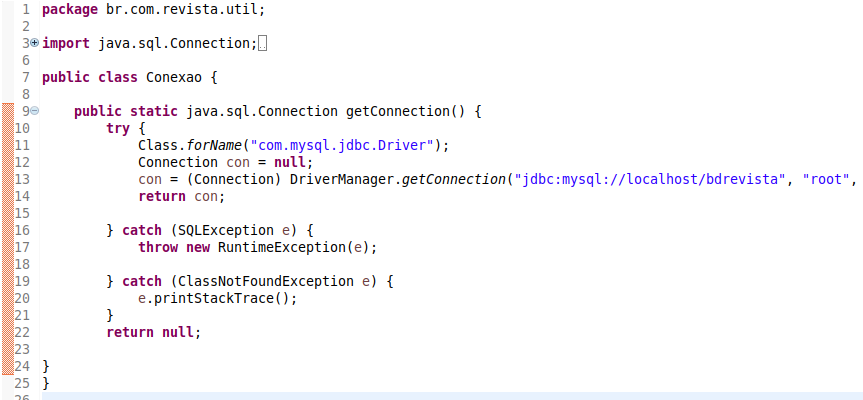 1 package br.com.revista.util;
2
3 import java.sql.Connection;
6
7 public class Conexao {
8
9 public static java.sql.Connection getConnection() {
10 try {
11 Class.forName("com.mysql.jdbc.Driver");
12 Connection con = null;
13 con = (Connection) DriverManager.getConnection("jdbc:mysql://localhost/bdrevista", "root",
14 return con;
15
16 } catch (SQLException e) {
17 throw new RuntimeException(e);
18
19 } catch (ClassNotFoundException e) {
20 e.printStackTrace();
21 }
22 return null;
23
24 }
25 }
26